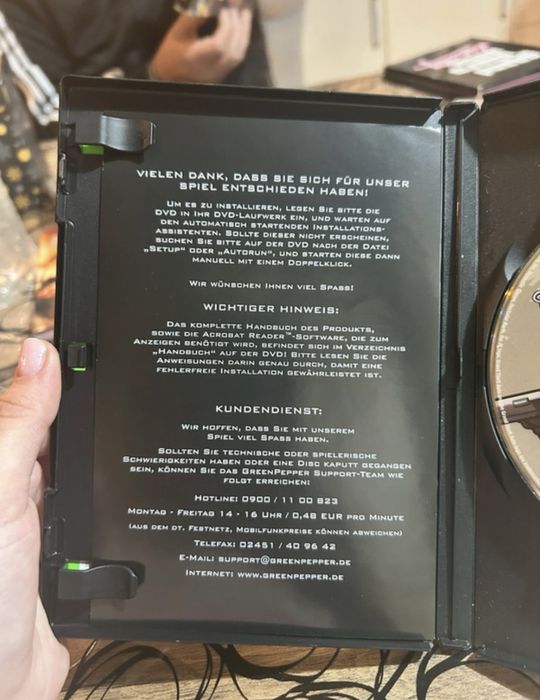 VIELEN DANK, DASS SIE SICH FÜR UNSER
SPIEL ENTSCHIEDEN HABEN!
UM ES ZU INSTALLIEREN, LEGEN SIE BITTE DIE
DVD IN IHR DVD-LAUFWERK EIN, UND WARTEN AUF
DEN AUTOMATISCH STARTENDEN INSTALLATIONS-
ASSISTENTEN. SOLLTE DIESER NICHT ERSCHEINEN,
SUCHEN SIE BITTE AUF DER DVD NACH DER DATEI
„SETUP" ODER „AUTORUN", UND STARTEN DIESE DANN
MANUELL MIT EINEM DOPPELKLICK.
WIR WÜNSCHEN IHNEN VIEL SPASS!
WICHTIGER HINWEIS:
DAS KOMPLETTE HANDBUCH DES PRODUKTS,
SOWIE DIE ACROBAT READER™-SOFTWARE, DIE ZUM
ANZEIGEN BENÖTIGT WIRD, BEFINDET SICH IM VERZEICHNIS
„HANDBUCH" AUF DER DVD! BITTE LESEN SIE DIE
ANWEISUNGEN DARIN GENAU DURCH, DAMIT EINE
FEHLERFREIE INSTALLATION GEWÄHRLEISTET IST.
KUNDENDIENST:
WIR HOFFEN, DASS SIE MIT UNSEREM
SPIEL VIEL SPASS HABEN.
SOLLTEN SIE TECHNISCHE ODER SPIELERISCHE
SCHWIERIGKEITEN HABEN ODER EINE DISC KAPUTT GEGANGEN
SEIN, KÖNNEN SIE DAS GREENPEPPER SUPPORT-TEAM WIE
FOLGT ERREICHEN:
HOTLINE: 0900 / 11 00 823
MONTAG - FREITAG 14 - 16 UHR / 0,48 EUR PRO MINUTE
(AUS DEM DT. FESTNETZ, MOBILFUNKPREISE KÖNNEN ABWEICHEN)
TELEFAX: 02451 / 40 96 42
E-MAIL: SUPPORT@GREENPEPPER.DE
INTERNET: WWW.GREENPEPPER.DE